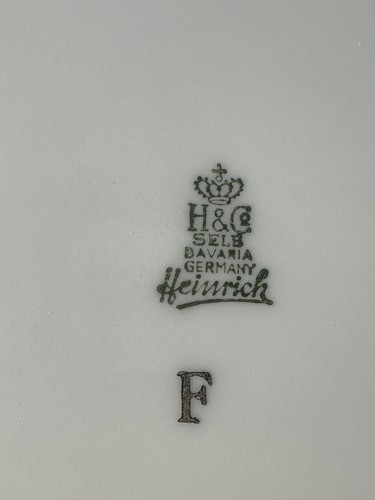 H&Co
SELB
BAVARIA
GERMANY
Heinrich
F